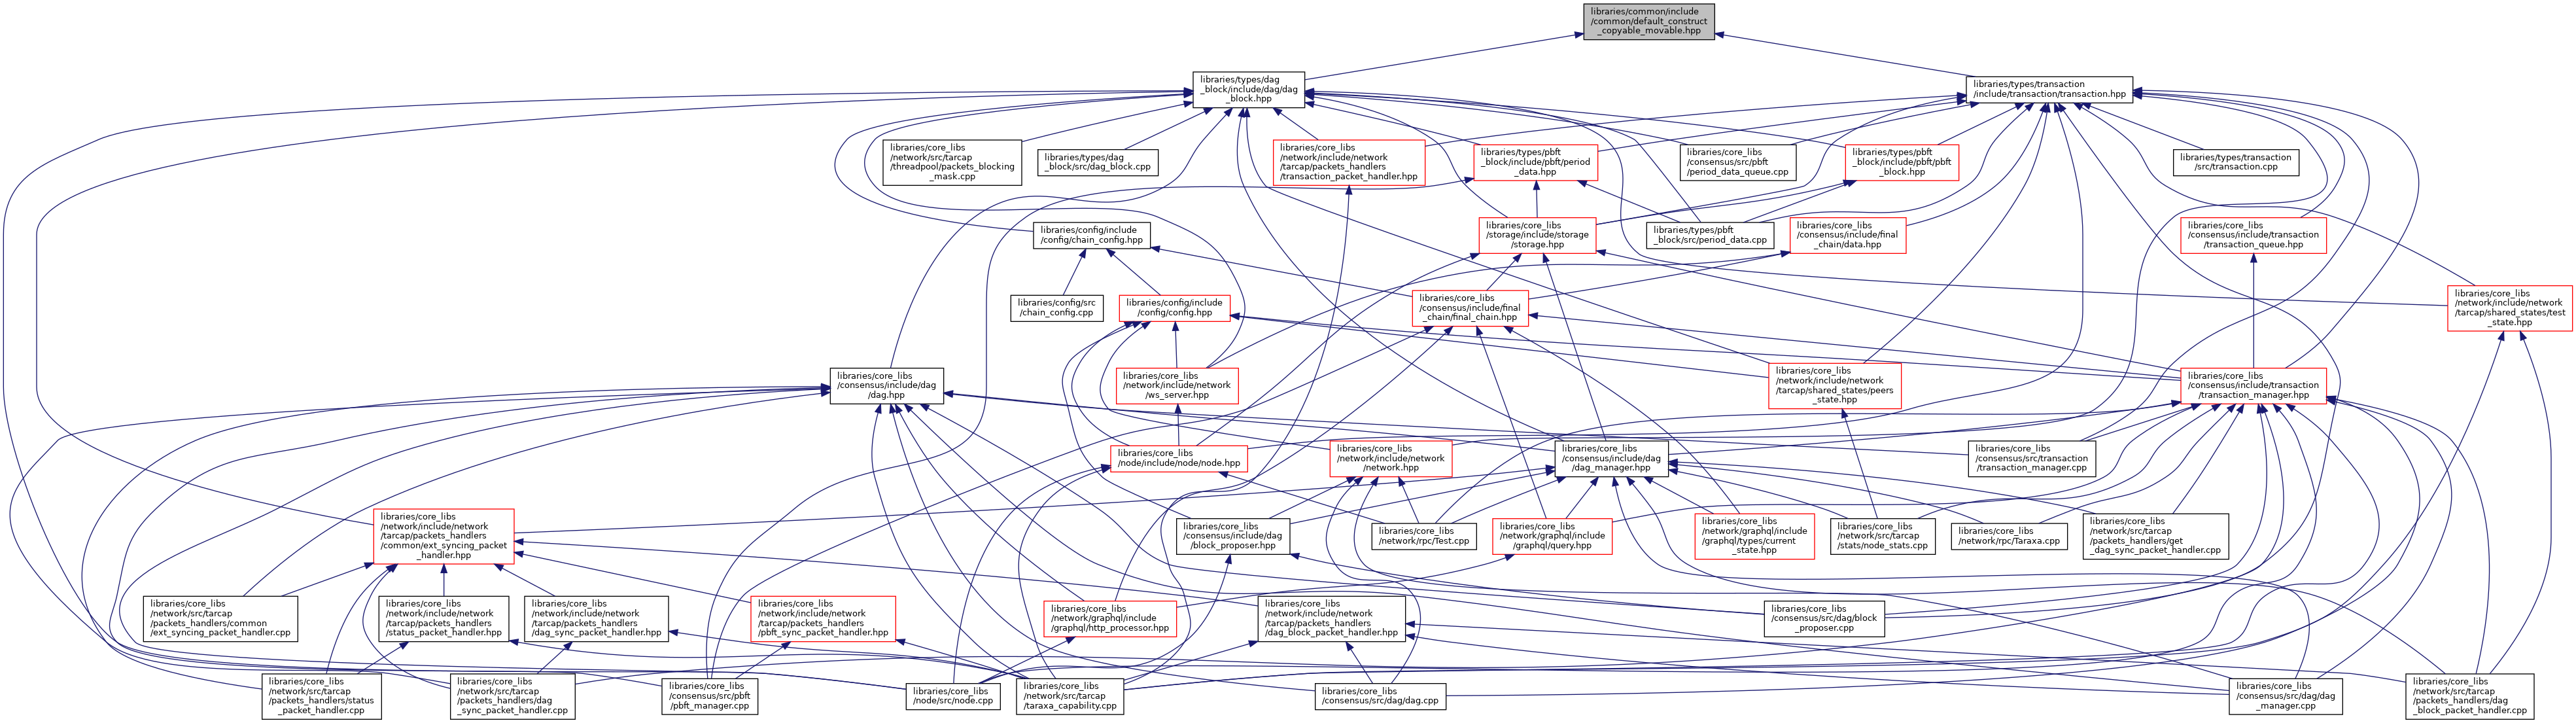 libraries/common/include
/common/default_construct
_copyable_movable.hpp
libraries/types/dag
_block/include/dag/dag
_block.hpp
libraries/types/transaction
/include/transaction/transaction.hpp
libraries/core_libs
/network/src/tarcap
/threadpool/packets_blocking
_mask.cpp
libraries/types/dag
_block/src/dag_block.cpp
libraries/core_libs
/network/include/network
/tarcap/packets_handlers
/transaction_packet_handler.hpp
libraries/types/pbft
_block/include/pbft/period
_data.hpp
libraries/core_libs
/consensus/src/pbft
/period_data_queue.cpp
libraries/types/pbft
_block/include/pbft/pbft
_block.hpp
libraries/types/transaction
/src/transaction.cpp
libraries/config/include
/config/chain_config.hpp
libraries/core_libs
/storage/include/storage
/storage.hpp
libraries/types/pbft
_block/src/period_data.cpp
libraries/core_libs
/consensus/include/final
_chain/data.hpp
libraries/core_libs
/consensus/include/transaction
/transaction_queue.hpp
libraries/config/src
/chain_config.cpp
libraries/config/include
/config/config.hpp
libraries/core_libs
/consensus/include/final
_chain/final_chain.hpp
libraries/core_libs
/network/include/network
/tarcap/shared_states/test
_state.hpp
libraries/core_libs
/consensus/include/dag
/dag.hpp
libraries/core_libs
/network/include/network
/ws_server.hpp
libraries/core_libs
/network/include/network
/tarcap/shared_states/peers
_state.hpp
libraries/core_libs
/consensus/include/transaction
/transaction_manager.hpp
libraries/core_libs
/node/include/node/node.hpp
libraries/core_libs
/network/include/network
/network.hpp
libraries/core_libs
/consensus/include/dag
/dag_manager.hpp
libraries/core_libs
/consensus/src/transaction
/transaction_manager.cpp
libraries/core_libs
/network/include/network
/tarcap/packets_handlers
/common/ext_syncing_packet
_handler.hpp
libraries/core_libs
/consensus/include/dag
/block_proposer.hpp
libraries/core_libs
/network/rpc/Test.cpp
libraries/core_libs
/network/graphql/include
/graphql/query.hpp
libraries/core_libs
/network/graphql/include
/graphql/types/current
_state.hpp
libraries/core_libs
/network/src/tarcap
/stats/node_stats.cpp
libraries/core_libs
/network/rpc/Taraxa.cpp
libraries/core_libs
/network/src/tarcap
/packets_handlers/get
_dag_sync_packet_handler.cpp
libraries/core_libs
/network/src/tarcap
/packets_handlers/common
/ext_syncing_packet_handler.cpp
libraries/core_libs
/network/include/network
/tarcap/packets_handlers
/status_packet_handler.hpp
libraries/core_libs
/network/include/network
/tarcap/packets_handlers
/dag_sync_packet_handler.hpp
libraries/core_libs
/network/include/network
/tarcap/packets_handlers
/pbft_sync_packet_handler.hpp
libraries/core_libs
/network/graphql/include
/graphql/http_processor.hpp
libraries/core_libs
/network/include/network
/tarcap/packets_handlers
/dag_block_packet_handler.hpp
libraries/core_libs
/consensus/src/dag/block
_proposer.cpp
libraries/core_libs
/network/src/tarcap
/packets_handlers/status
_packet_handler.cpp
libraries/core_libs
/network/src/tarcap
/packets_handlers/dag
_sync_packet_handler.cpp
libraries/core_libs
/consensus/src/pbft
/pbft_manager.cpp
libraries/core_libs
/node/src/node.cpp
libraries/core_libs
/network/src/tarcap
/taraxa_capability.cpp
libraries/core_libs
/consensus/src/dag/dag.cpp
libraries/core_libs
/consensus/src/dag/dag
_manager.cpp
libraries/core_libs
/network/src/tarcap
/packets_handlers/dag
_block_packet_handler.cpp